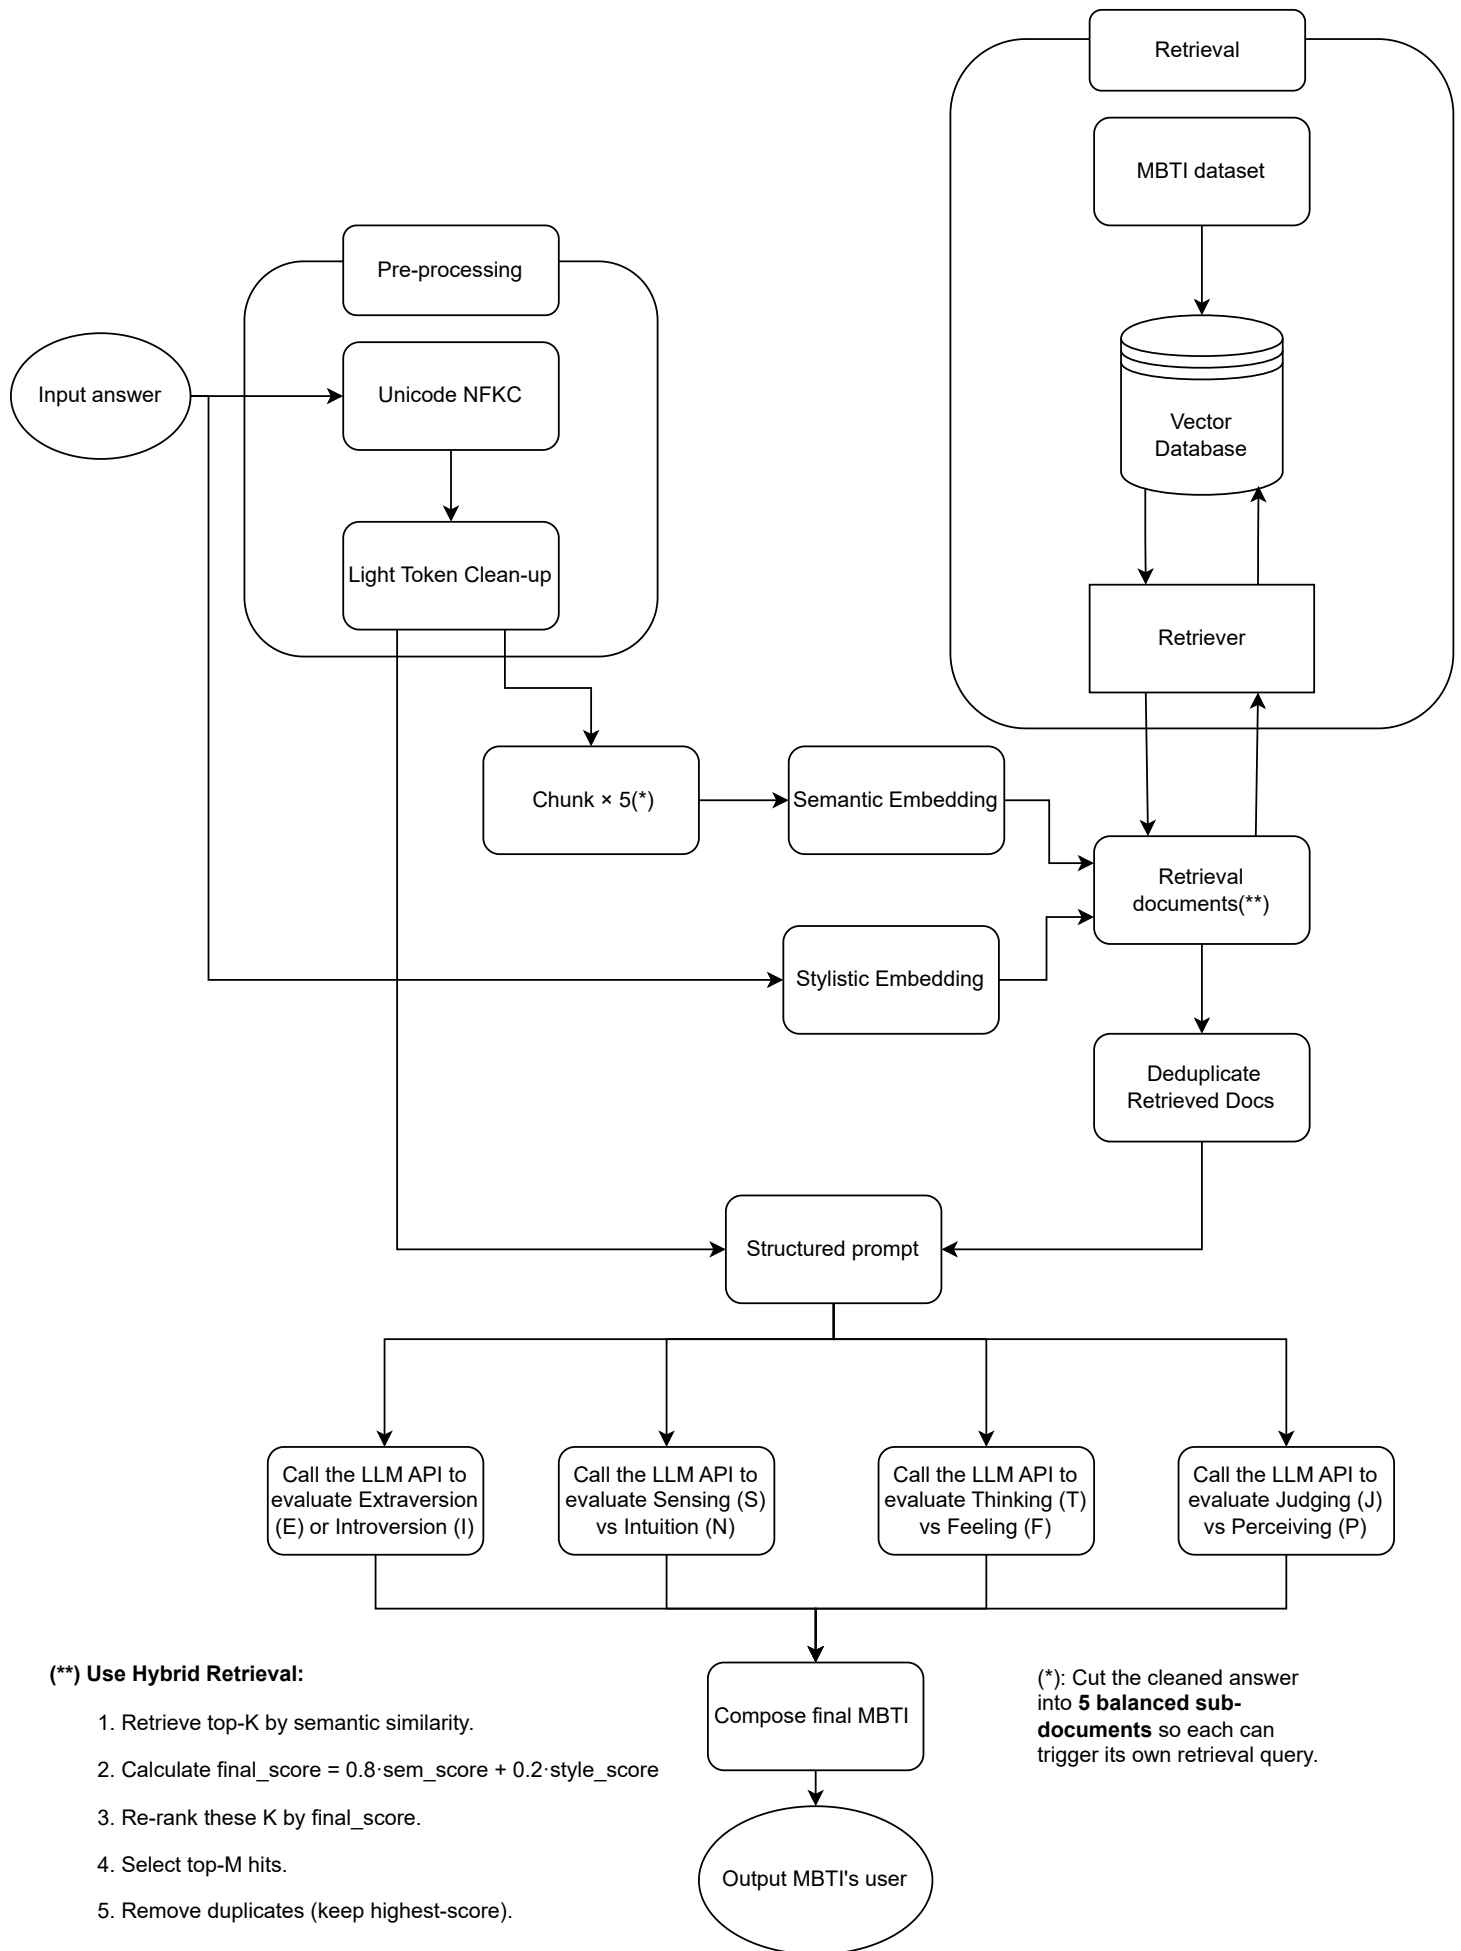 Retrieval
MBTI dataset
Pre-processing
Input answer
Unicode NFKC
Vector
Database
Light Token Clean-up
Retriever
Chunk × 5(*)
Semantic Embedding
Retrieval
documents(**)
Stylistic Embedding
Deduplicate
Retrieved Docs
Structured prompt
Call the LLM API to
evaluate Extraversion
(E) or Introversion (I)
Call the LLM API to
evaluate Sensing (S)
vs Intuition (N)
Call the LLM API to
evaluate Thinking (T)
vs Feeling (F)
Call the LLM API to
evaluate Judging (J)
vs Perceiving (P)
(**) Use Hybrid Retrieval:
1. Retrieve top-K by semantic similarity.
2. Calculate final_score = 0.8·sem_score + 0.2·style_score
3. Re-rank these K by final_score.
4. Select top-M hits.
5. Remove duplicates (keep highest-score).
Compose final MBTI
Output MBTI's user
(*): Cut the cleaned answer
into 5 balanced sub-
documents so each can
trigger its own retrieval query.